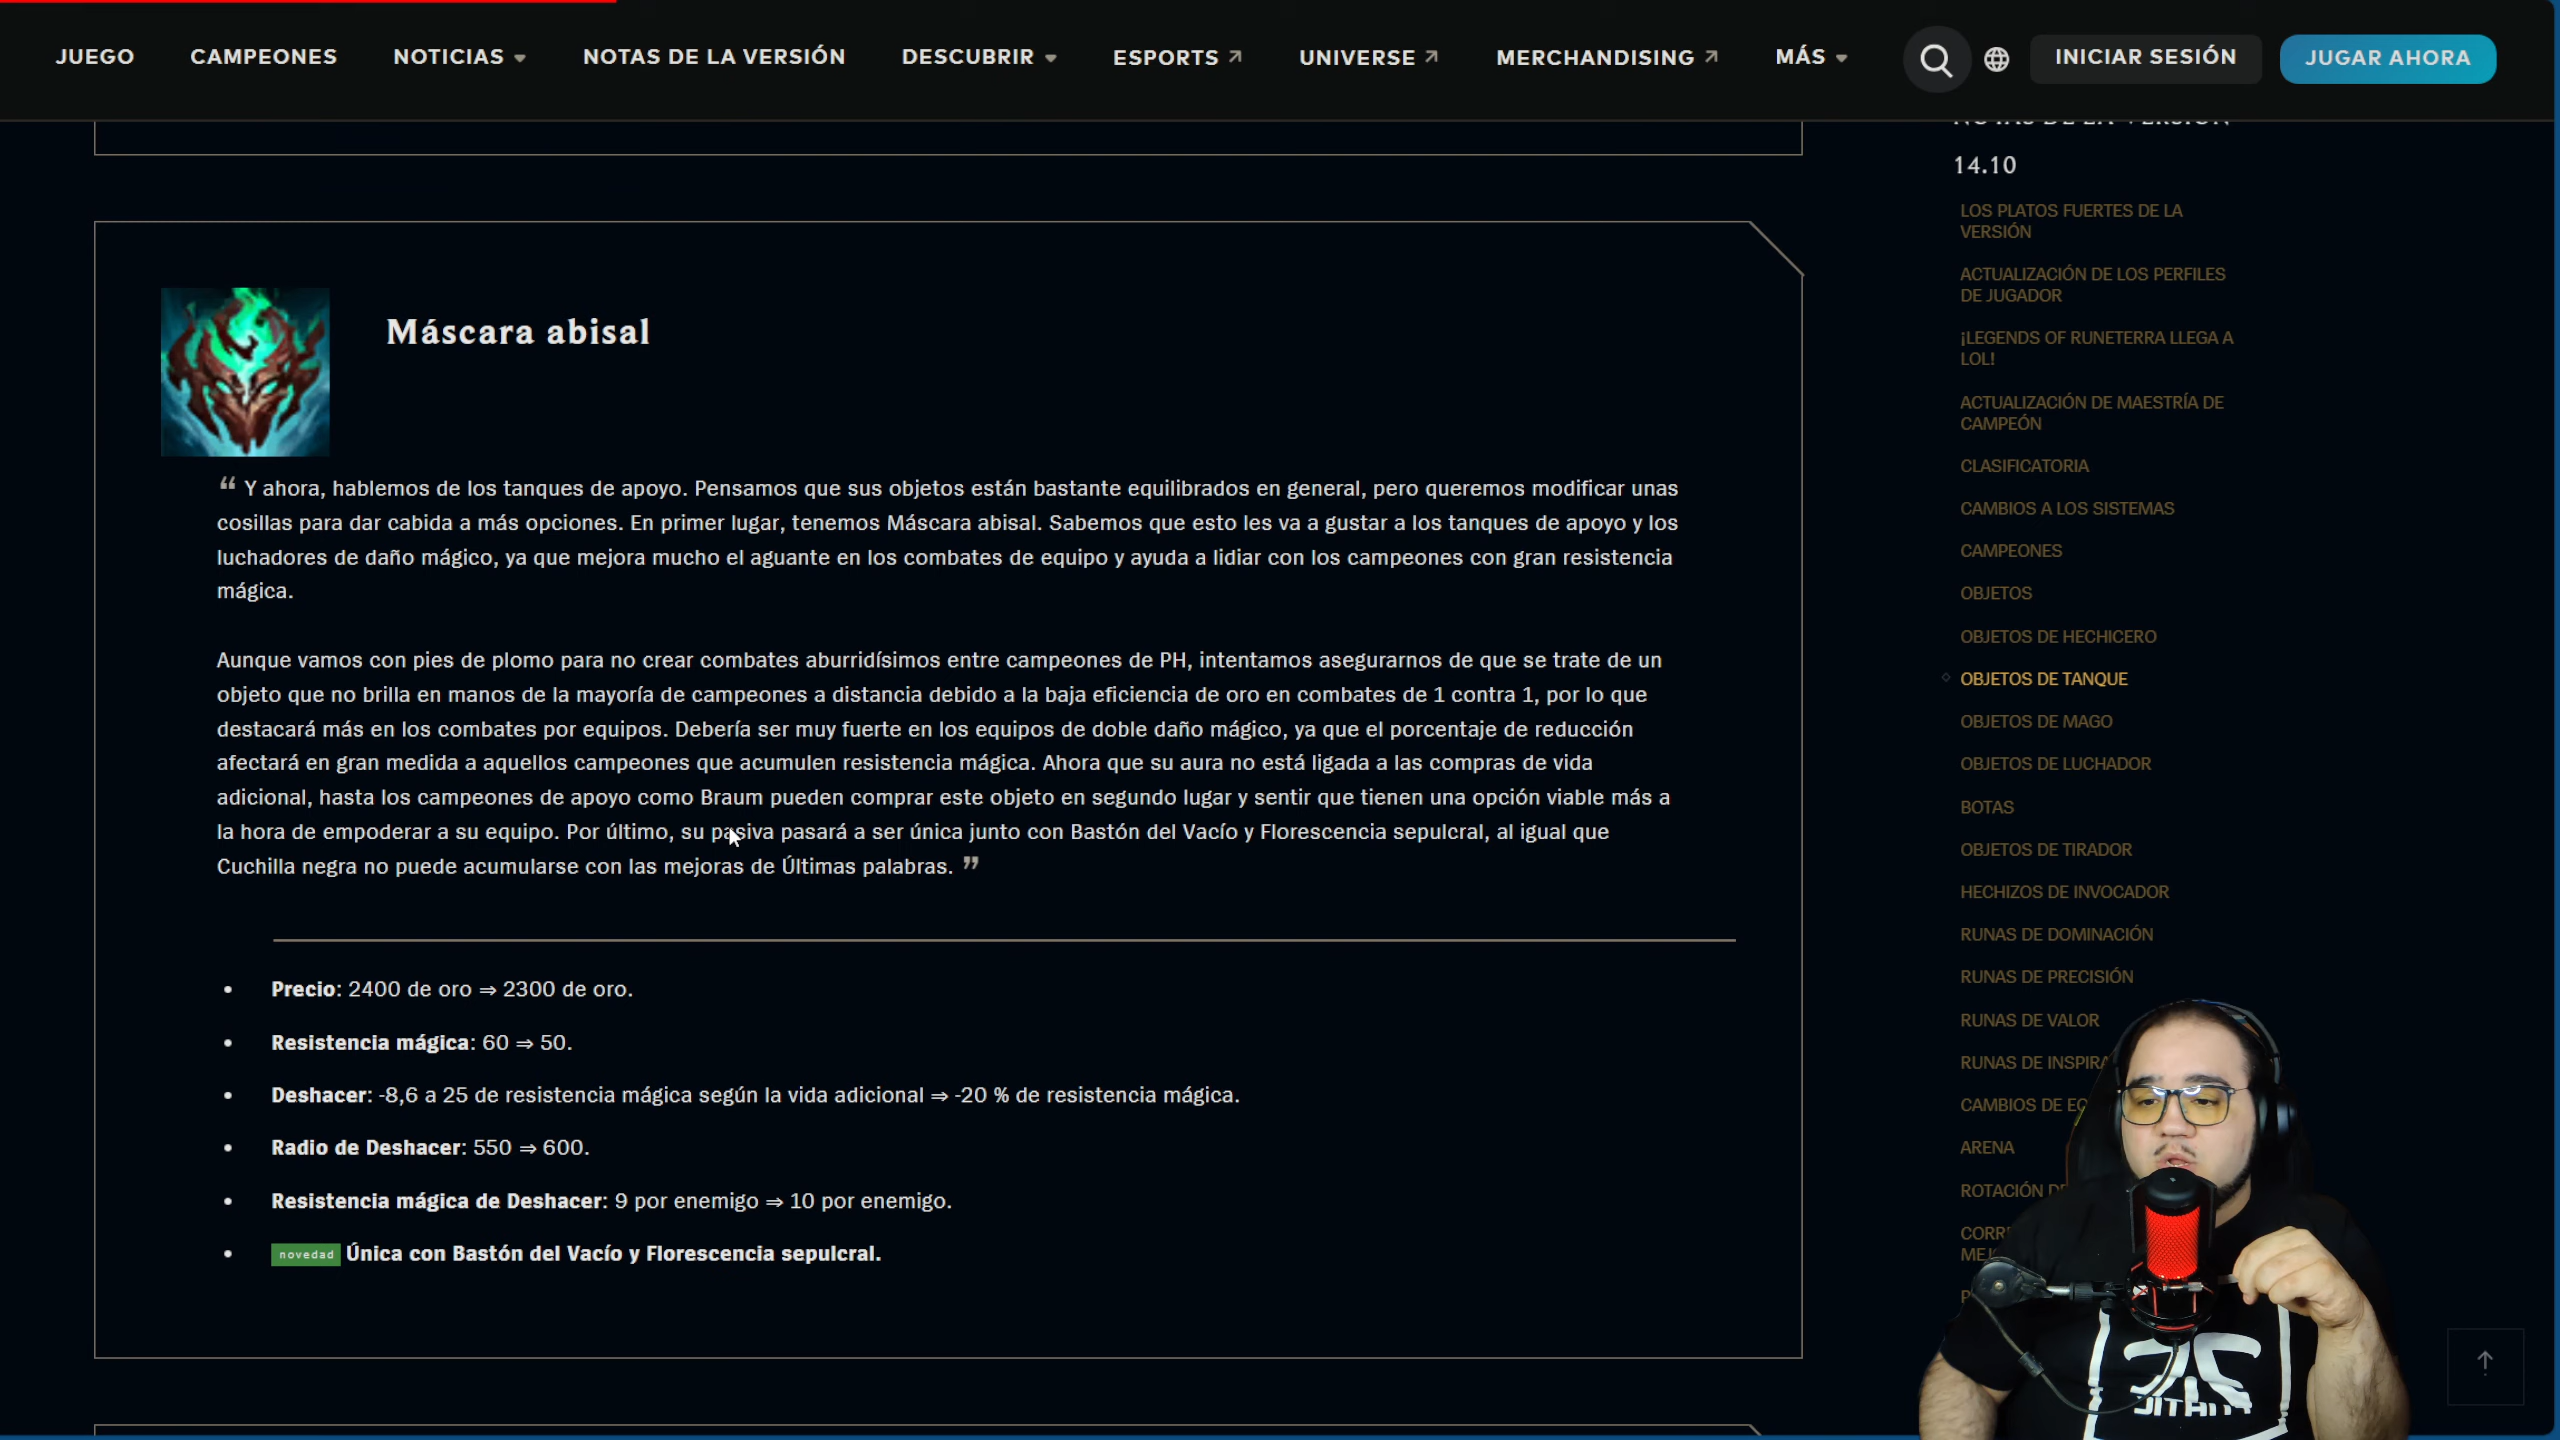 JUEGO CAMPEONES NOTICIAS NOTAS DE LA VERSIÓN DESCUBRIR ESPORTS UNIVERSE MERCHANDISING MÁS INICIAR SESIÓN JUGAR AHORA
NOTAS DE LA VERSIÓN
14.10
LOS PLATOS FUERTES DE LA
VERSIÓN
ACTUALIZACIÓN DE LOS PERFILES
DE JUGADOR
¡LEGENDS OF RUNETERRA LLEGA A
LOL!
ACTUALIZACIÓN DE MAESTRÍA DE
CAMPEÓN
CLASIFICATORIA
CAMBIOS A LOS SISTEMAS
CAMPEONES
OBJETOS
OBJETOS DE HECHICERO
OBJETOS DE TANQUE
OBJETOS DE MAGO
OBJETOS DE LUCHADOR
BOTAS
OBJETOS DE TIRADOR
HECHIZOS DE INVOCADOR
RUNAS DE DOMINACIÓN
RUNAS DE PRECISIÓN
RUNAS DE VALOR
RUNAS DE INSPIRA
CAMBIOS DE EQ
ARENA
ROTACIÓN DE
CORRE
Máscara abisal
“ Y ahora, hablemos de los tanques de apoyo. Pensamos que sus objetos están bastante equilibrados en general, pero queremos modificar unas
cosillas para dar cabida a más opciones. En primer lugar, tenemos Máscara abisal. Sabemos que esto les va a gustar a los tanques de apoyo y los
luchadores de daño mágico, ya que mejora mucho el aguante en los combates de equipo y ayuda a lidiar con los campeones con gran resistencia
mágica.
Aunque vamos con pies de plomo para no crear combates aburridísimos entre campeones de PH, intentamos asegurarnos de que se trate de un
objeto que no brilla en manos de la mayoría de campeones a distancia debido a la baja eficiencia de oro en combates de 1 contra 1, por lo que
destacará más en los combates por equipos. Debería ser muy fuerte en los equipos de doble daño mágico, ya que el porcentaje de reducción
afectará en gran medida a aquellos campeones que acumulen resistencia mágica. Ahora que su aura no está ligada a las compras de vida
adicional, hasta los campeones de apoyo como Braum pueden comprar este objeto en segundo lugar y sentir que tienen una opción viable más a
la hora de empoderar a su equipo. Por último, su pasiva pasará a ser única junto con Bastón del Vacío y Florescencia sepulcral, al igual que
Cuchilla negra no puede acumularse con las mejoras de Últimas palabras. ”
• Precio: 2400 de oro ⇒ 2300 de oro.
• Resistencia mágica: 60 ⇒ 50.
• Deshacer: -8,6 a 25 de resistencia mágica según la vida adicional ⇒ -20 % de resistencia mágica.
• Radio de Deshacer: 550 ⇒ 600.
• Resistencia mágica de Deshacer: 9 por enemigo ⇒ 10 por enemigo.
• novedad Única con Bastón del Vacío y Florescencia sepulcral.